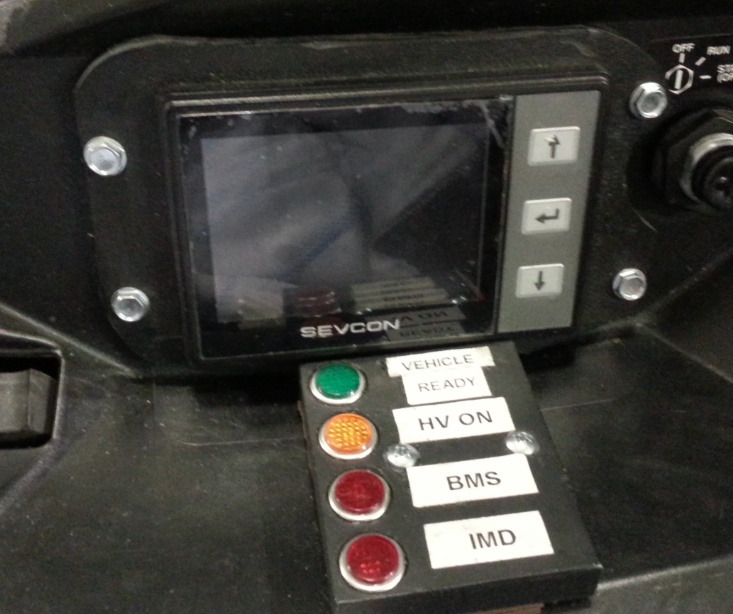 OFF
RUN
SEVCON
VEHICLE
READY
HV ON
BMS
IMD